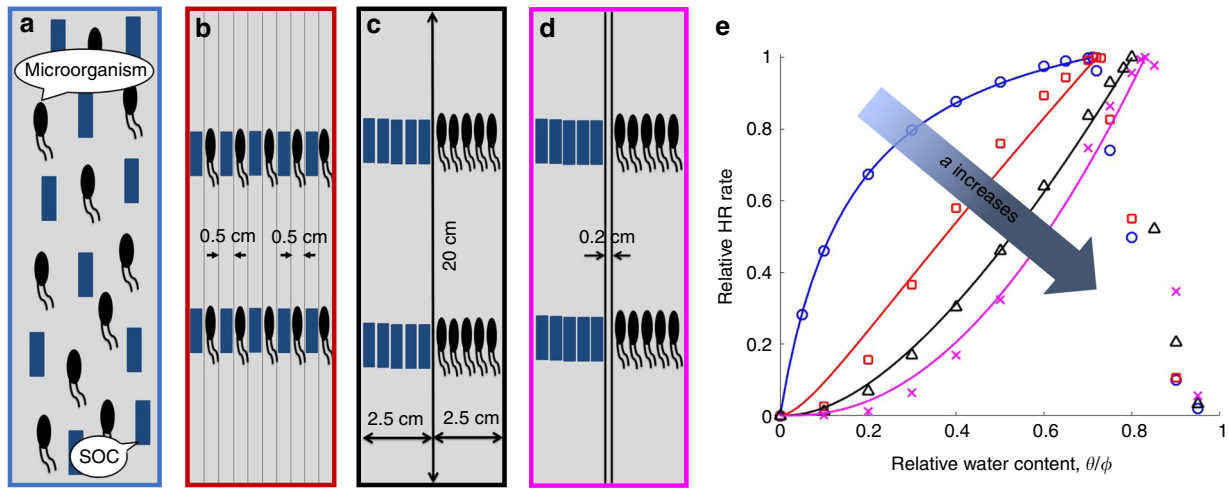 a
Microorganism
SOC
b
0.5 cm
0.5 cm
c
20 cm
2.5 cm
2.5 cm
d
0.2 cm
e
Relative HR rate
1
0.8
0.6
0.4
0.2
0
a increases
0
0.2
0.4
0.6
0.8
1
Relative water content, θ/ϕ